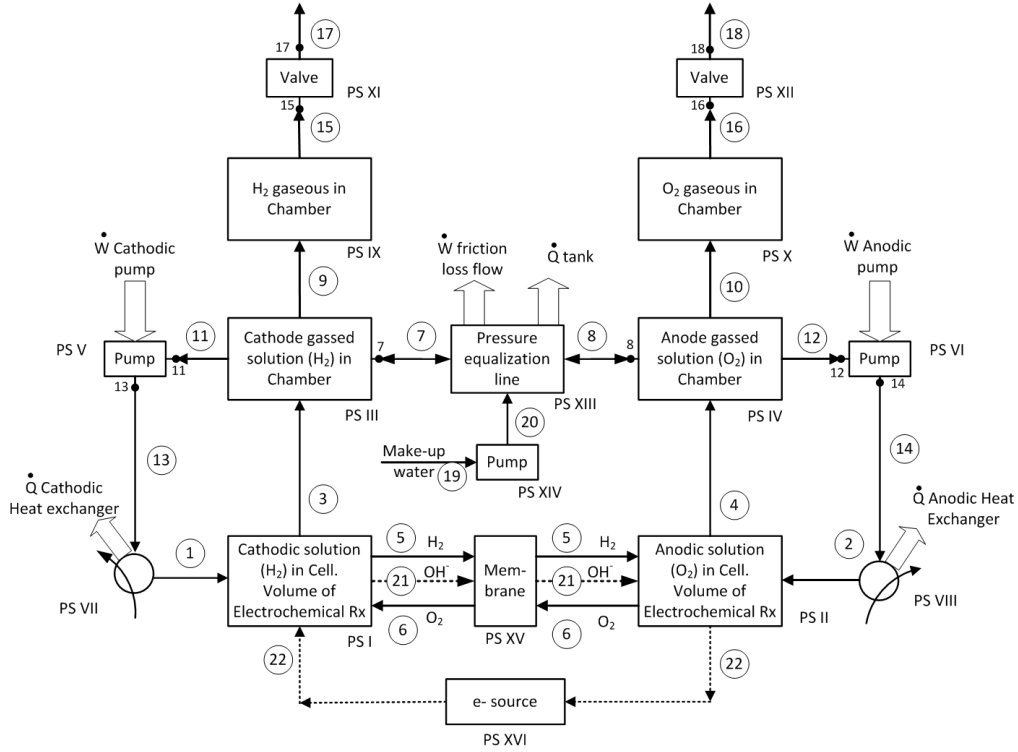 17
18
17
18
Valve
Valve
PS XI
PS XII
15
16
15
16
H₂ gaseous in
Chamber
O₂ gaseous in
Chamber
PS IX
PS X
Ẇ Cathodic
pump
Ẇ friction
loss flow
Q̇ tank
Ẇ Anodic
pump
9
10
11
7
8
12
PS V
Pump
11
13
Cathode gassed
solution (H₂) in
Chamber
7
Pressure
equalization
line
8
Anode gassed
solution (O₂) in
Chamber
12
Pump
14
PS VI
PS III
PS XIII
PS IV
20
Make-up
water
19
Pump
PS XIV
13
14
3
4
Q̇ Cathodic
Heat exchanger
Q̇ Anodic Heat
Exchanger
1
2
PS VII
PS VIII
Cathodic solution
(H₂) in Cell.
Volume of
Electrochemical Rx
PS I
5
H₂
21
OH⁻
6
O₂
Mem-
brane
PS XV
5
H₂
21
OH⁻
6
O₂
Anodic solution
(O₂) in Cell.
Volume of
Electrochemical Rx
PS II
22
22
e- source
PS XVI